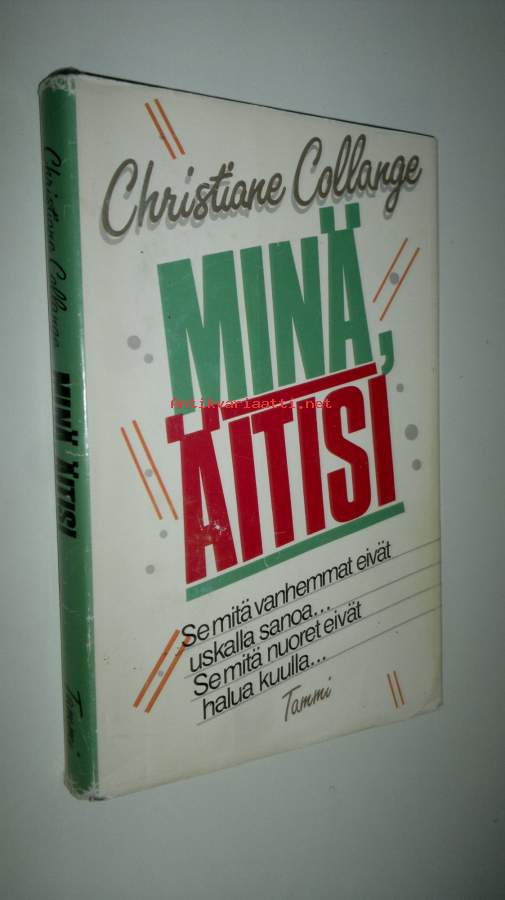 Christiane Collange
MINÄ,
ÄITISI
Se mitä vanhemmat eivät
uskalla sanoa...
Se mitä nuoret eivät
halua kuulla...
Tammi
Christiane Collange MINÄ, ÄITISI Tammi
antikvariaatti.net